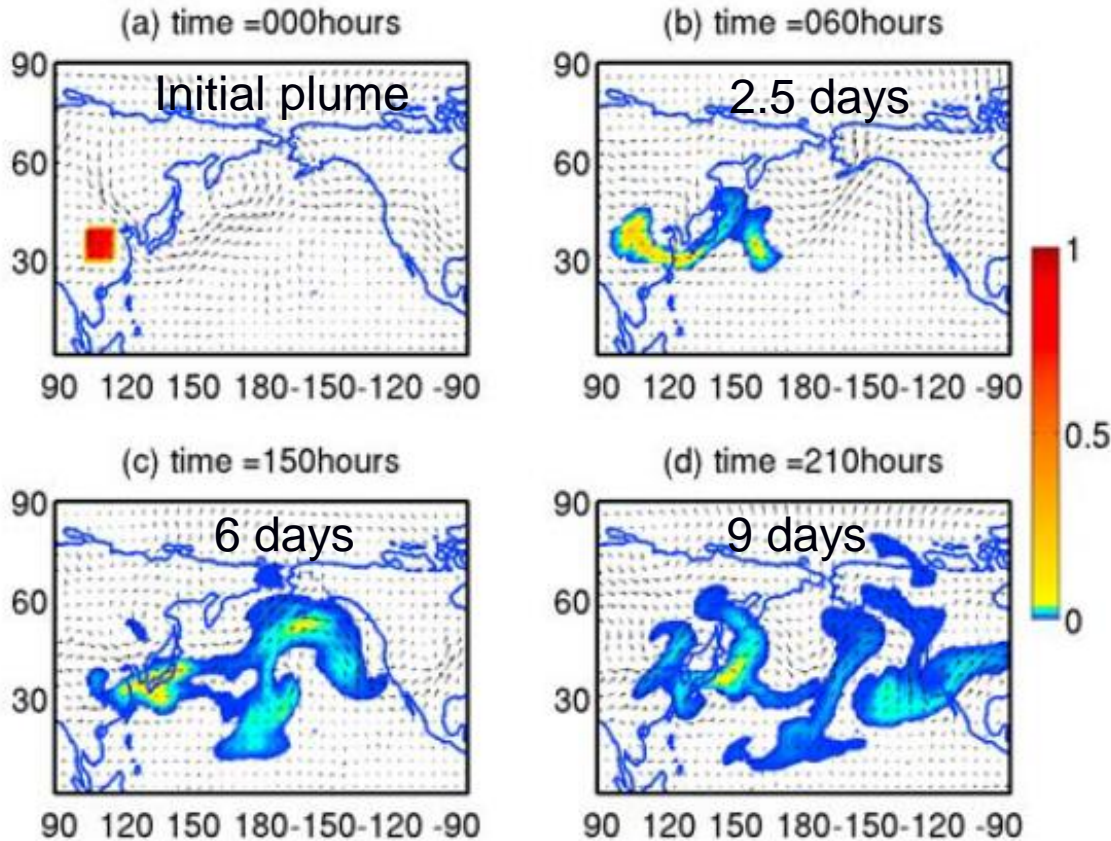 (a) time =000hours
(b) time =060hours
90
Initial plume
60
30
90 120 150 180-150-120 -90
90
2.5 days
60
30
90 120 150 180-150-120 -90
1
0.5
0
(c) time =150hours
(d) time =210hours
90
6 days
60
30
90 120 150 180-150-120 -90
90
9 days
60
30
90 120 150 180-150-120 -90